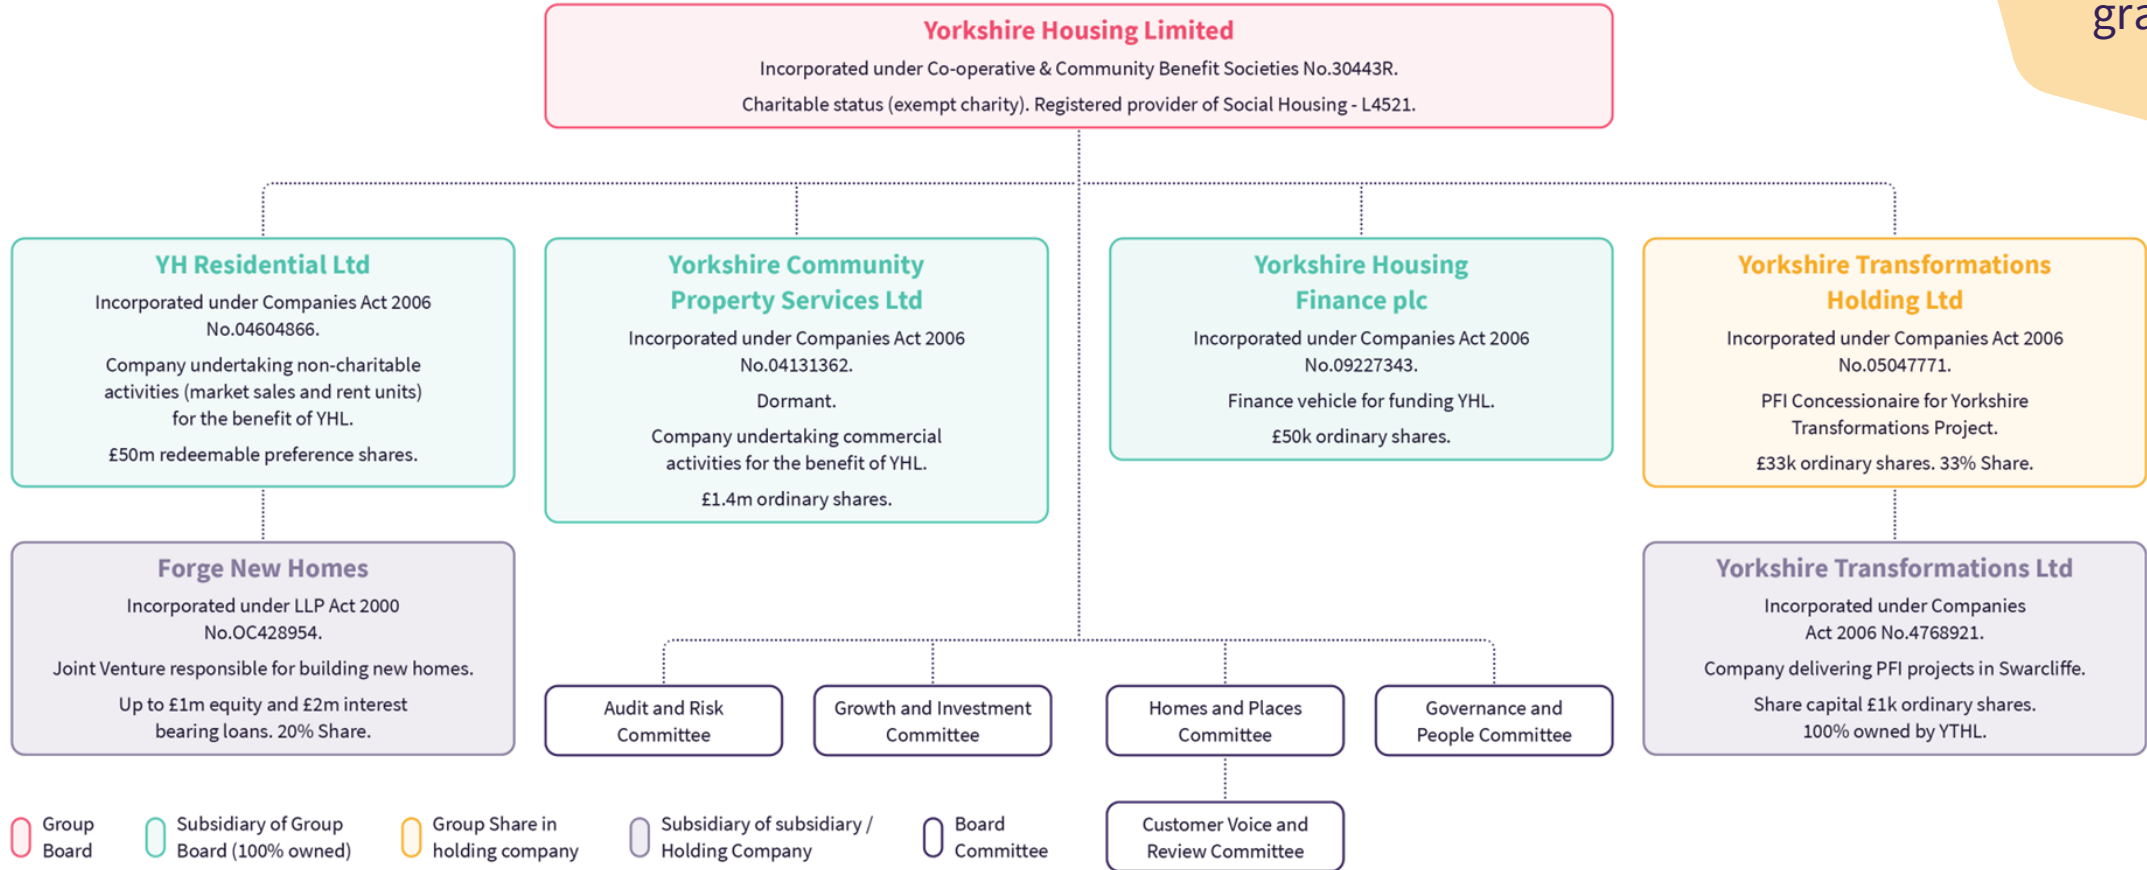 gra
Yorkshire Housing Limited
Incorporated under Co-operative & Community Benefit Societies No.30443R.
Charitable status (exempt charity). Registered provider of Social Housing - L4521.
YH Residential Ltd
Incorporated under Companies Act 2006
No.04604866.
Company undertaking non-charitable
activities (market sales and rent units)
for the benefit of YHL.
£50m redeemable preference shares.
Yorkshire Community
Property Services Ltd
Incorporated under Companies Act 2006
No.04131362.
Dormant.
Company undertaking commercial
activities for the benefit of YHL.
£1.4m ordinary shares.
Yorkshire Housing
Finance plc
Incorporated under Companies Act 2006
No.09227343.
Finance vehicle for funding YHL.
£50k ordinary shares.
Yorkshire Transformations
Holding Ltd
Incorporated under Companies Act 2006
No.05047771.
PFI Concessionaire for Yorkshire
Transformations Project.
£33k ordinary shares. 33% Share.
Forge New Homes
Incorporated under LLP Act 2000
No.OC428954.
Joint Venture responsible for building new homes.
Up to £1m equity and £2m interest
bearing loans. 20% Share.
Yorkshire Transformations Ltd
Incorporated under Companies
Act 2006 No.4768921.
Company delivering PFI projects in Swarcliffe.
Share capital £1k ordinary shares.
100% owned by YTHL.
Audit and Risk
Committee
Growth and Investment
Committee
Homes and Places
Committee
Governance and
People Committee
Customer Voice and
Review Committee
Group
Board
Subsidiary of Group
Board (100% owned)
Group Share in
holding company
Subsidiary of subsidiary /
Holding Company
Board
Committee